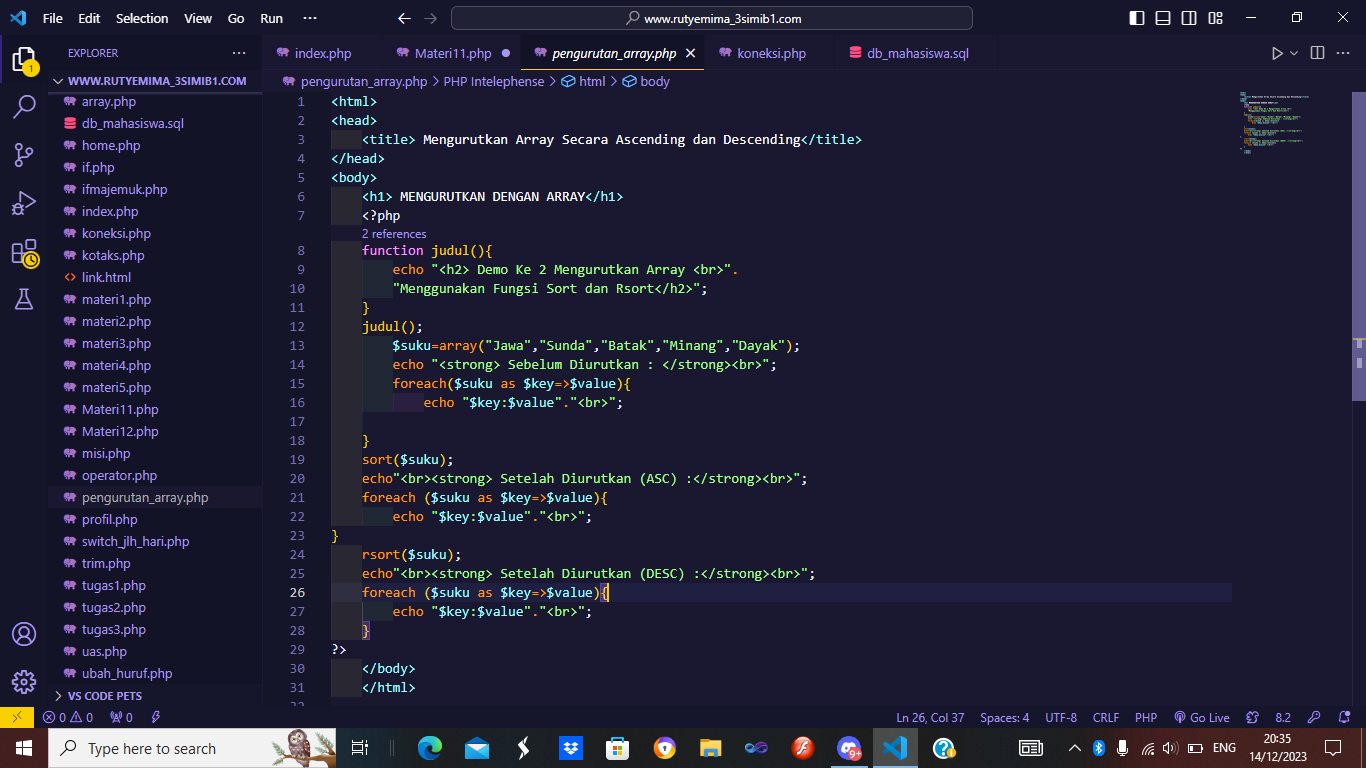 File Edit Selection View Go Run ··· www.rutyemima_3simib1.com
EXPLORER ···
WWW.RUTYEMIMA_3SIMIB1.COM
array.php
db_mahasiswa.sql
home.php
if.php
ifmajemuk.php
index.php
koneksi.php
kotaks.php
link.html
materi1.php
materi2.php
materi3.php
materi4.php
materi5.php
Materi11.php
Materi12.php
misi.php
operator.php
pengurutan_array.php
profil.php
switch_jlh_hari.php
trim.php
tugas1.php
tugas2.php
tugas3.php
uas.php
ubah_huruf.php
VS CODE PETS
1
index.php Materi11.php pengurutan_array.php koneksi.php db_mahasiswa.sql
pengurutan_array.php > PHP Intelephense > html > body
1 <html>
2 <head>
3 <title> Mengurutkan Array Secara Ascending dan Descending</title>
4 </head>
5 <body>
6 <h1> MENGURUTKAN DENGAN ARRAY</h1>
7 <?php
2 references
8 function judul(){
9 echo "<h2> Demo Ke 2 Mengurutkan Array <br>".
10 "Menggunakan Fungsi Sort dan Rsort</h2>";
11 }
12 judul();
13 $suku=array("Jawa","Sunda","Batak","Minang","Dayak");
14 echo "<strong> Sebelum Diurutkan : </strong><br>";
15 foreach($suku as $key=>$value){
16 echo "$key:$value"."<br>";
17
18 }
19 sort($suku);
20 echo"<br><strong> Setelah Diurutkan (ASC) :</strong><br>";
21 foreach ($suku as $key=>$value){
22 echo "$key:$value"."<br>";
23 }
24 rsort($suku);
25 echo"<br><strong> Setelah Diurutkan (DESC) :</strong><br>";
26 foreach ($suku as $key=>$value){
27 echo "$key:$value"."<br>";
28 }
29 ?>
30 </body>
31 </html>
32
0 0 0 Ln 26, Col 37 Spaces: 4 UTF-8 CRLF PHP Go Live 8.2
Type here to search 9+ ENG 20:35
14/12/2023